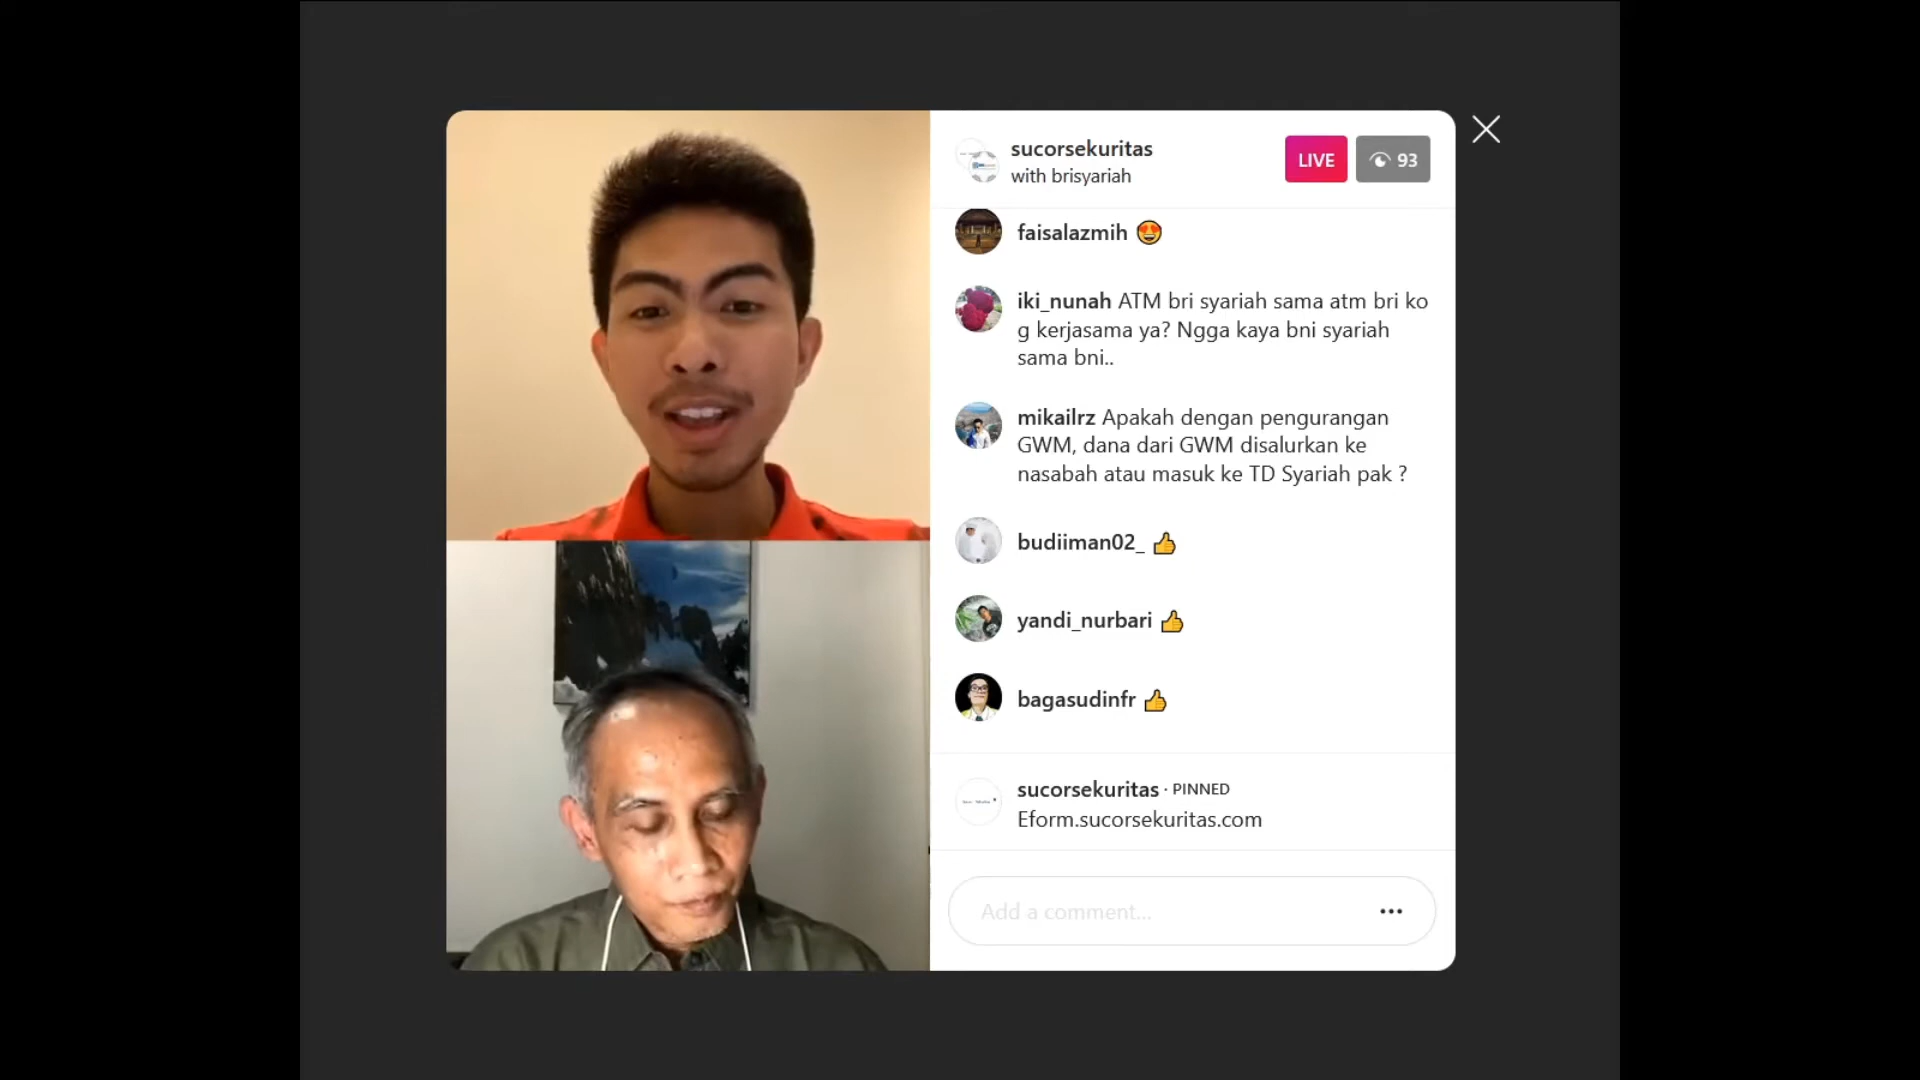 sucorsekuritas
with brisyariah
LIVE
93
faisalazmih 😍
iki_nunah ATM bri syariah sama atm bri ko
g kerjasama ya? Ngga kaya bni syariah
sama bni..
mikailrz Apakah dengan pengurangan
GWM, dana dari GWM disalurkan ke
nasabah atau masuk ke TD Syariah pak ?
budiiman02_ 👍
yandi_nurbari 👍
bagasudinfr 👍
sucorsekuritas · PINNED
Eform.sucorsekuritas.com
Add a comment...